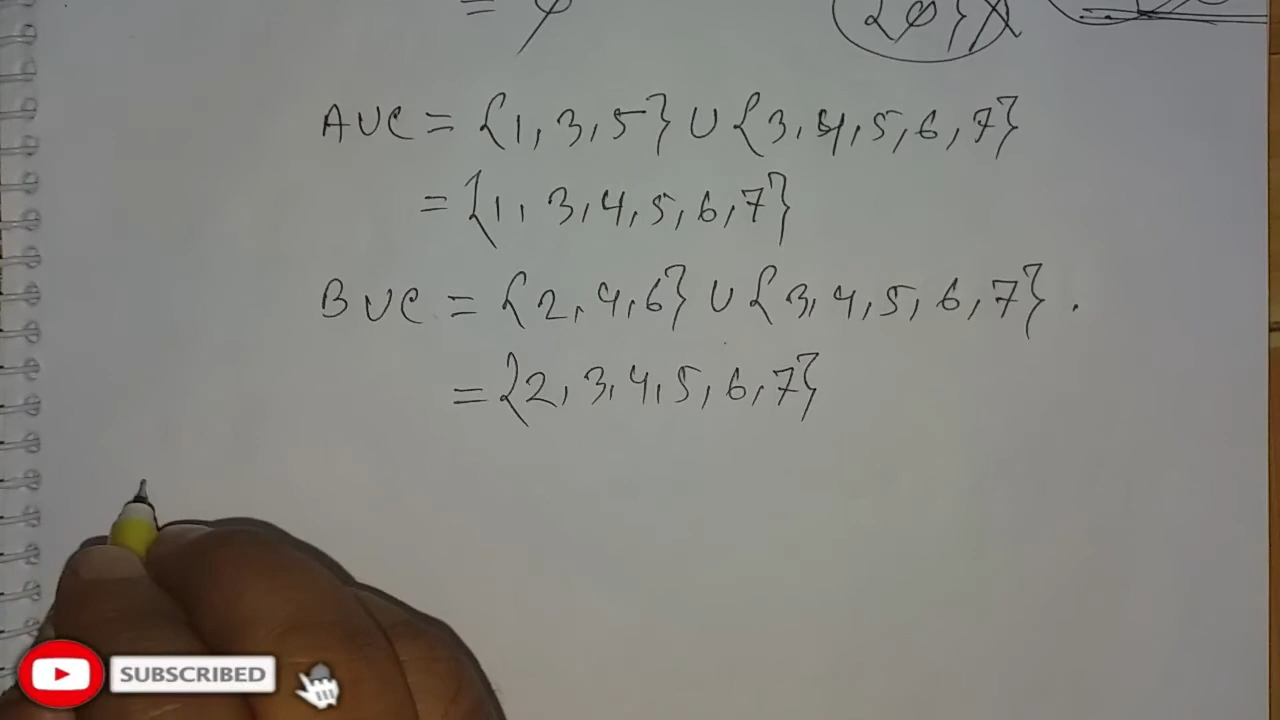 = φ
{φ}
A∪C = {1, 3, 5} ∪ {3, 4, 5, 6, 7}
= {1, 3, 4, 5, 6, 7}
B∪C = {2, 4, 6} ∪ {3, 4, 5, 6, 7} .
= {2, 3, 4, 5, 6, 7}
SUBSCRIBED